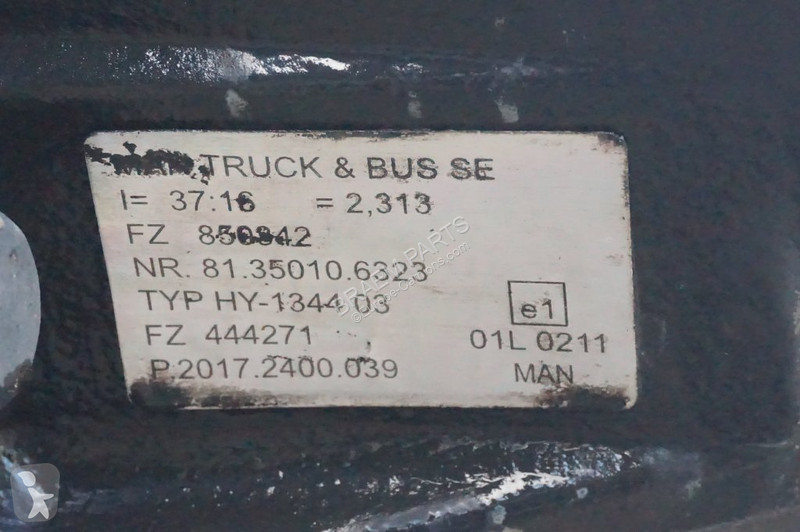 TRUCK & BUS SE
I= 37:16 = 2,313
FZ
NR. 81.35010.6323
TYP HY-1344 03
FZ 444271
P.2017.2400.039
e1
01L 0211
MAN